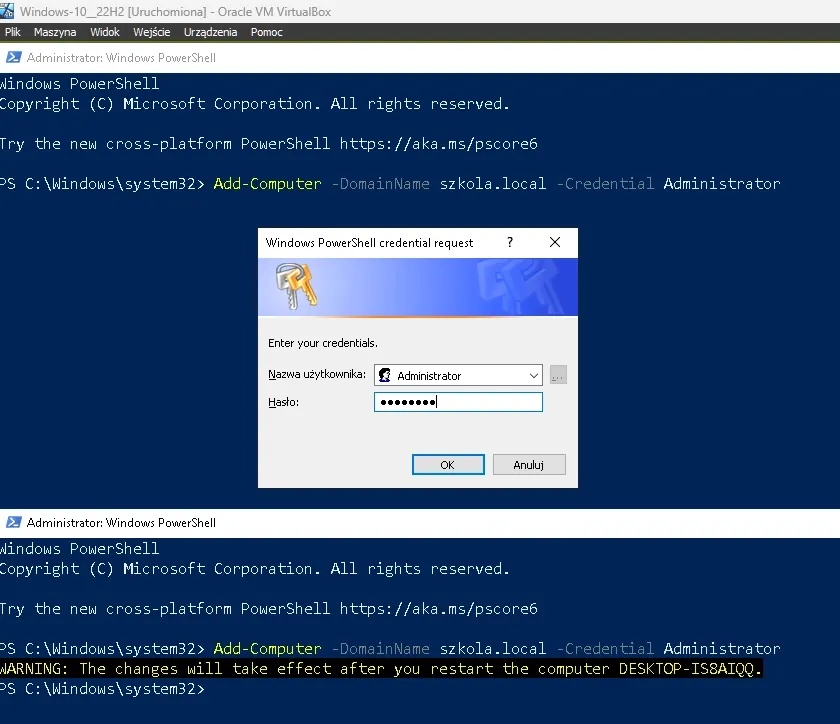 Windows-10__22H2 [Uruchomiona] - Oracle VM VirtualBox
Plik Maszyna Widok Wejście Urządzenia Pomoc
Administrator: Windows PowerShell
Windows PowerShell
Copyright (C) Microsoft Corporation. All rights reserved.
Try the new cross-platform PowerShell https://aka.ms/pscore6
PS C:\Windows\system32> Add-Computer -DomainName szkola.local -Credential Administrator
Windows PowerShell credential request ?
Enter your credentials.
Nazwa użytkownika: Administrator ...
Hasło: ●●●●●●●●
OK Anuluj
Administrator: Windows PowerShell
Windows PowerShell
Copyright (C) Microsoft Corporation. All rights reserved.
Try the new cross-platform PowerShell https://aka.ms/pscore6
PS C:\Windows\system32> Add-Computer -DomainName szkola.local -Credential Administrator
WARNING: The changes will take effect after you restart the computer DESKTOP-IS8AIQQ.
PS C:\Windows\system32>